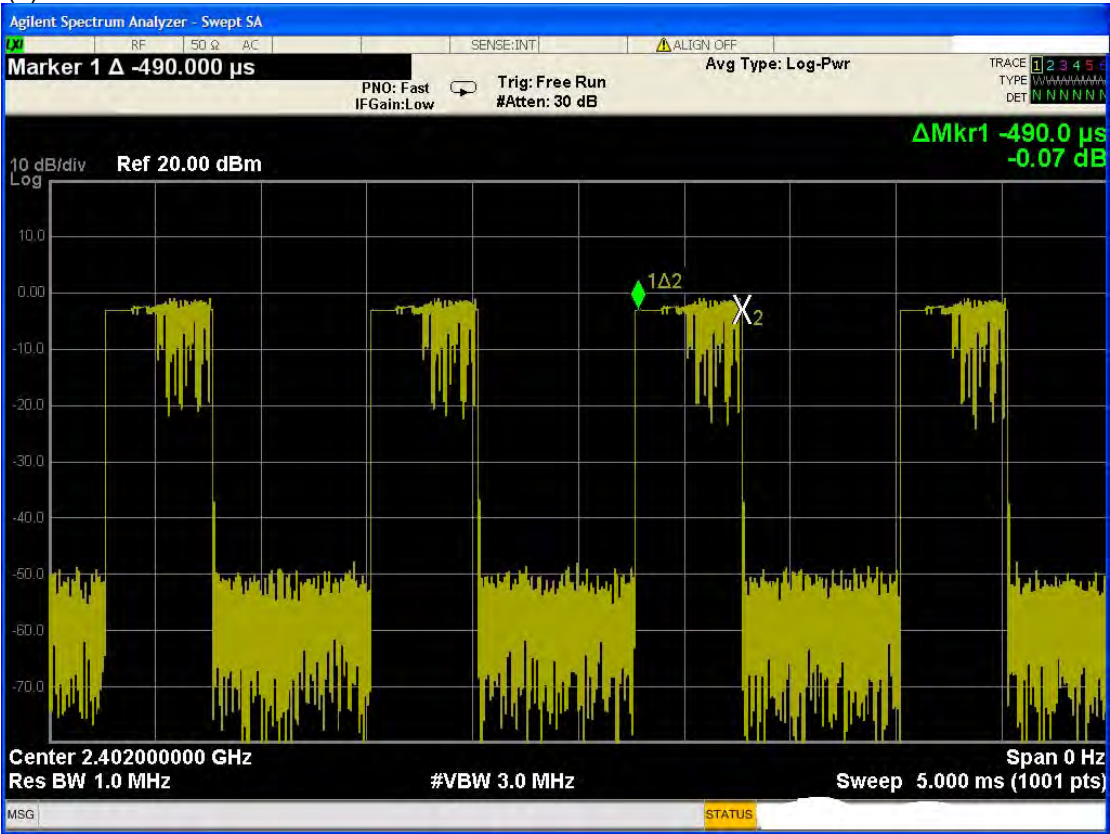 Agilent Spectrum Analyzer - Swept SA
LXI RF 50 Ω AC SENSE:INT ALIGN OFF
Marker 1 Δ -490.000 µs
PNO: Fast
IFGain:Low
Trig: Free Run
#Atten: 30 dB
Avg Type: Log-Pwr
TRACE 1 2 3 4 5 6
TYPE
DET N N N N N N
ΔMkr1 -490.0 µs
-0.07 dB
10 dB/div Ref 20.00 dBm
Log
10.0
0.00
1Δ2
X2
-10.0
-20.0
-30.0
-40.0
-50.0
-60.0
-70.0
Center 2.402000000 GHz Span 0 Hz
Res BW 1.0 MHz #VBW 3.0 MHz Sweep 5.000 ms (1001 pts)
MSG STATUS